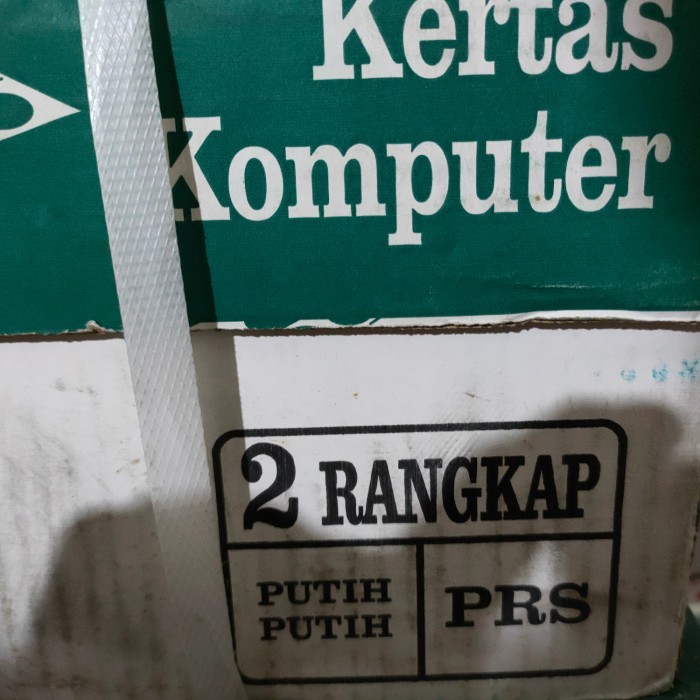 Kertas
Komputer
2 RANGKAP
PUTIH
PUTIH
PRS